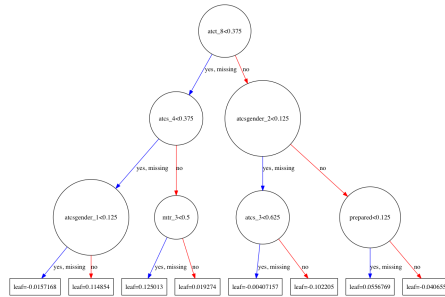 atct_8<0.375
yes, missing
no
atcs_4<0.375
atcsgender_2<0.125
yes, missing
no
yes, missing
no
atcsgender_1<0.125
mtr_3<0.5
atcs_3<0.625
prepared<0.125
yes, missing
no
yes, missing
no
yes, missing
no
yes, missing
no
leaf=-0.0157168
leaf=0.114854
leaf=0.125013
leaf=0.019274
leaf=-0.00407157
leaf=-0.102205
leaf=0.0556769